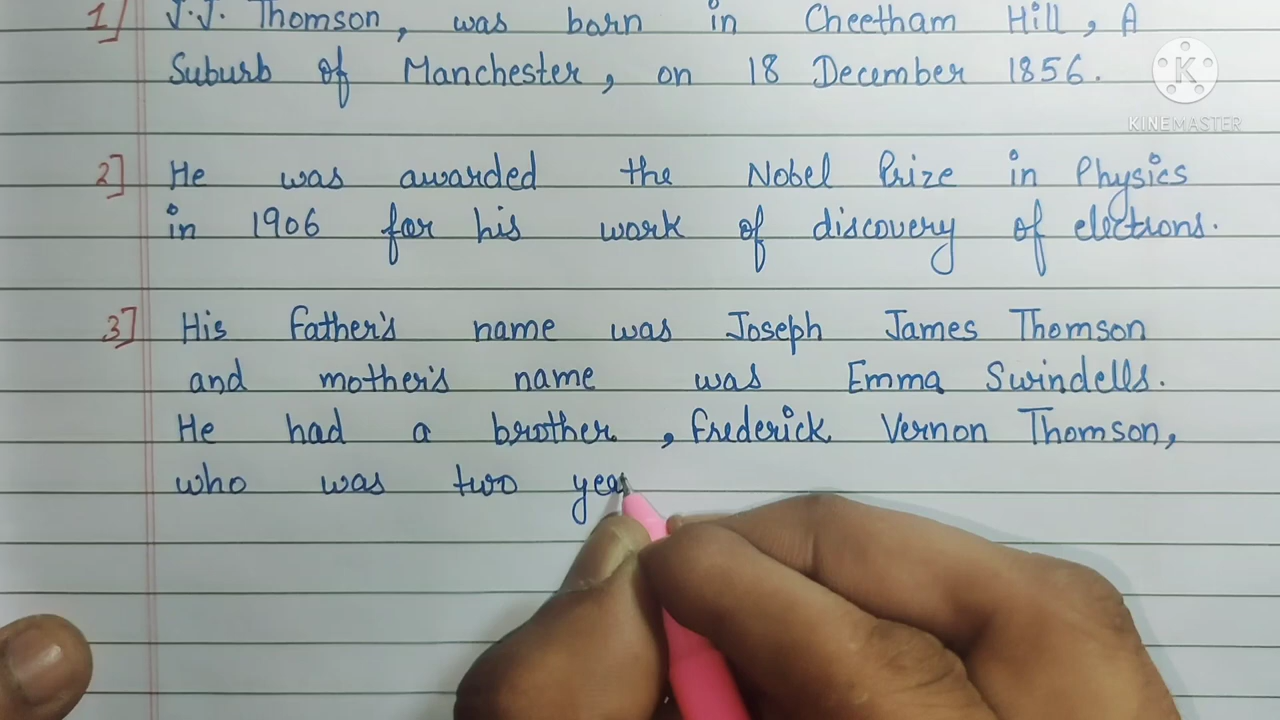 1] J.J. Thomson, was born in Cheetham Hill, A
Suburb of Manchester, on 18 December 1856.
K
KINEMASTER
2] He was awarded the Nobel Prize in Physics
in 1906 for his work of discovery of elections.
3] His Father's name was Joseph James Thomson
and mother's name was Emma Swindells.
He had a brother, Frederick Vernon Thomson,
who was two yea